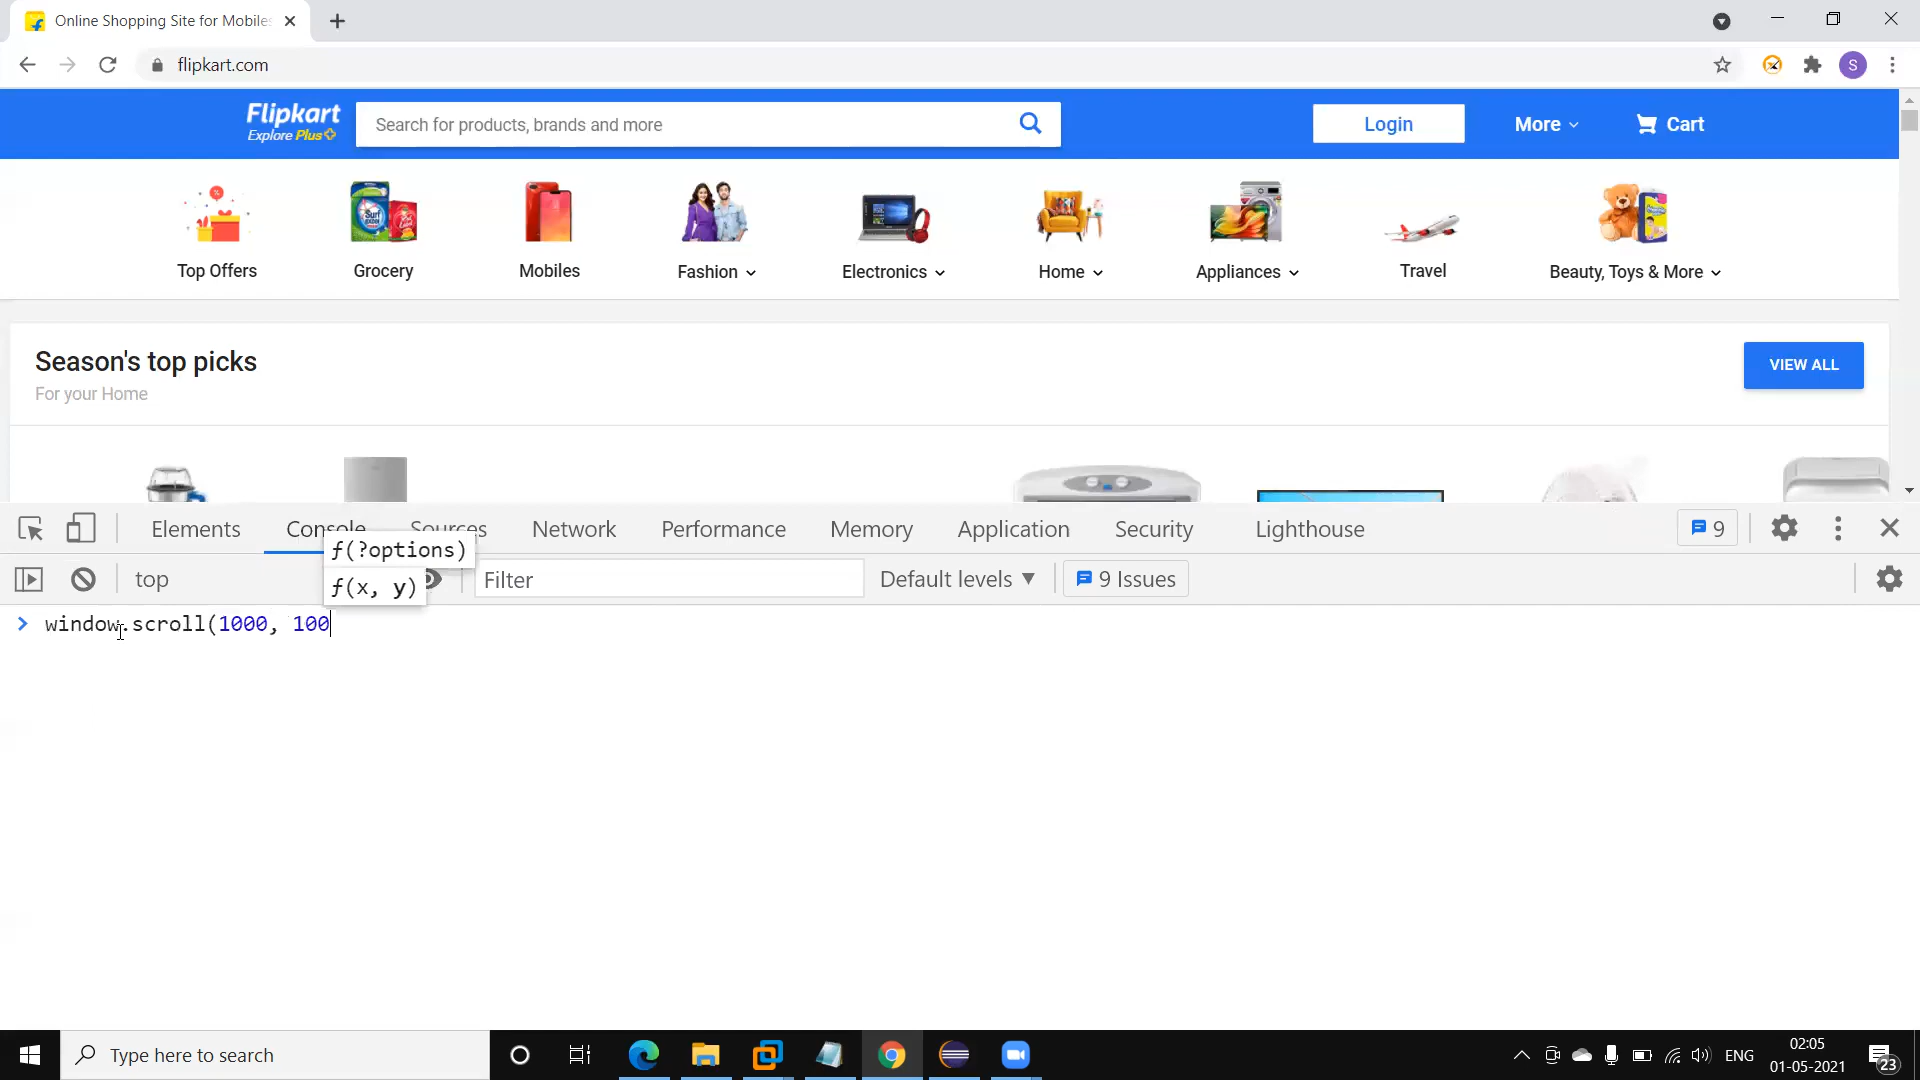 Online Shopping Site for Mobiles
flipkart.com
S
Flipkart
Explore Plus
Search for products, brands and more
Login
More
Cart
Surf excel
Top Offers
Grocery
Mobiles
Fashion
Electronics
Home
Appliances
Travel
Beauty, Toys & More
Season's top picks
For your Home
VIEW ALL
Elements
Console
Sources
Network
Performance
Memory
Application
Security
Lighthouse
9
f(?options)
f(x, y)
top
Filter
Default levels ▼
9 Issues
> window.scroll(1000, 100
Type here to search
ENG
02:05
01-05-2021
23